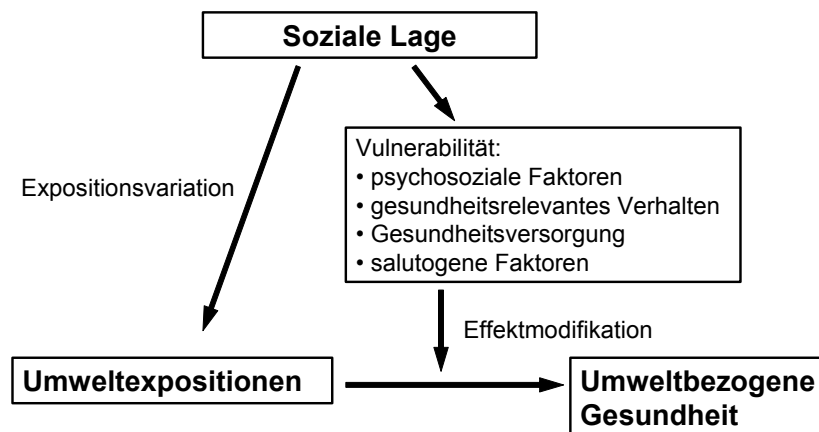 Soziale Lage
Vulnerabilität:
• psychosoziale Faktoren
• gesundheitsrelevantes Verhalten
• Gesundheitsversorgung
• salutogene Faktoren
Expositionsvariation
Effektmodifikation
Umweltexpositionen
Umweltbezogene
Gesundheit